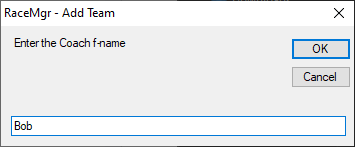 RaceMgr - Add Team
Enter the Coach f-name
OK
Cancel
Bob